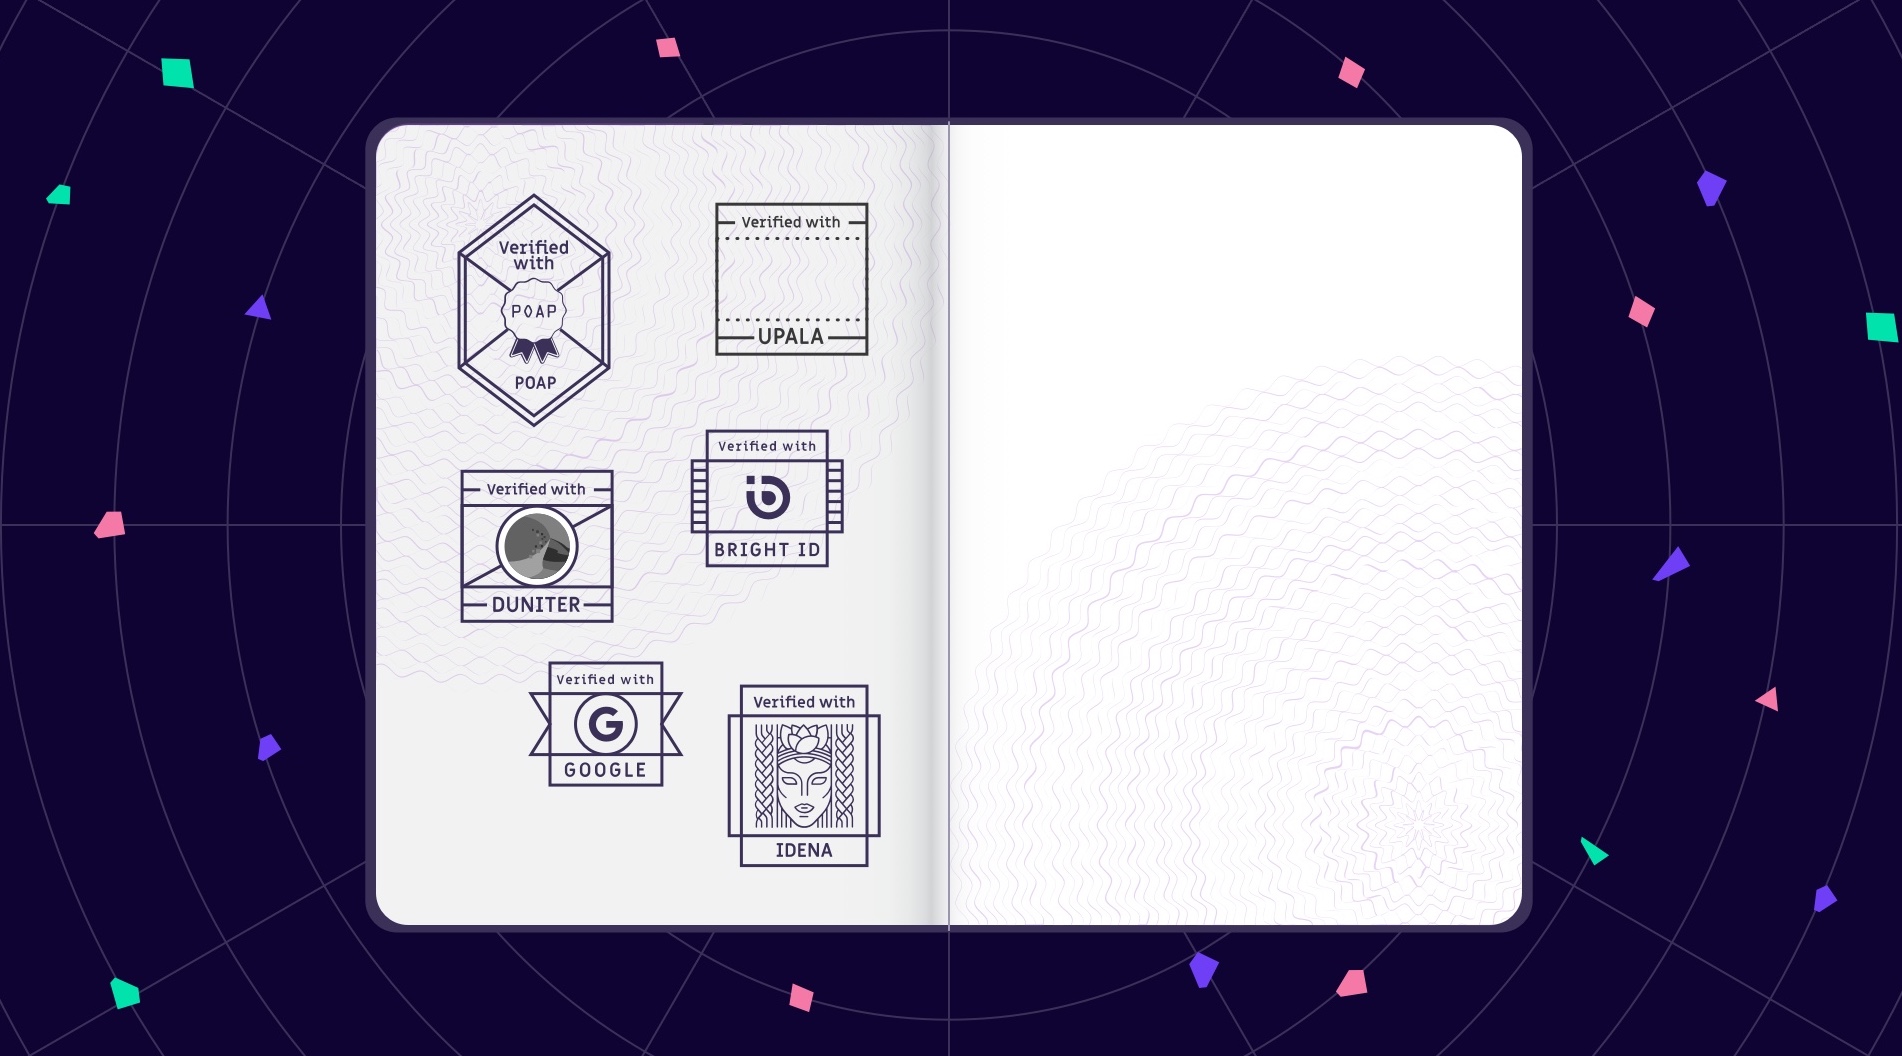 Verified
with
POAP
POAP
Verified with
UPALA
Verified with
BRIGHT ID
Verified with
DUNITER
Verified with
G
GOOGLE
Verified with
IDENA